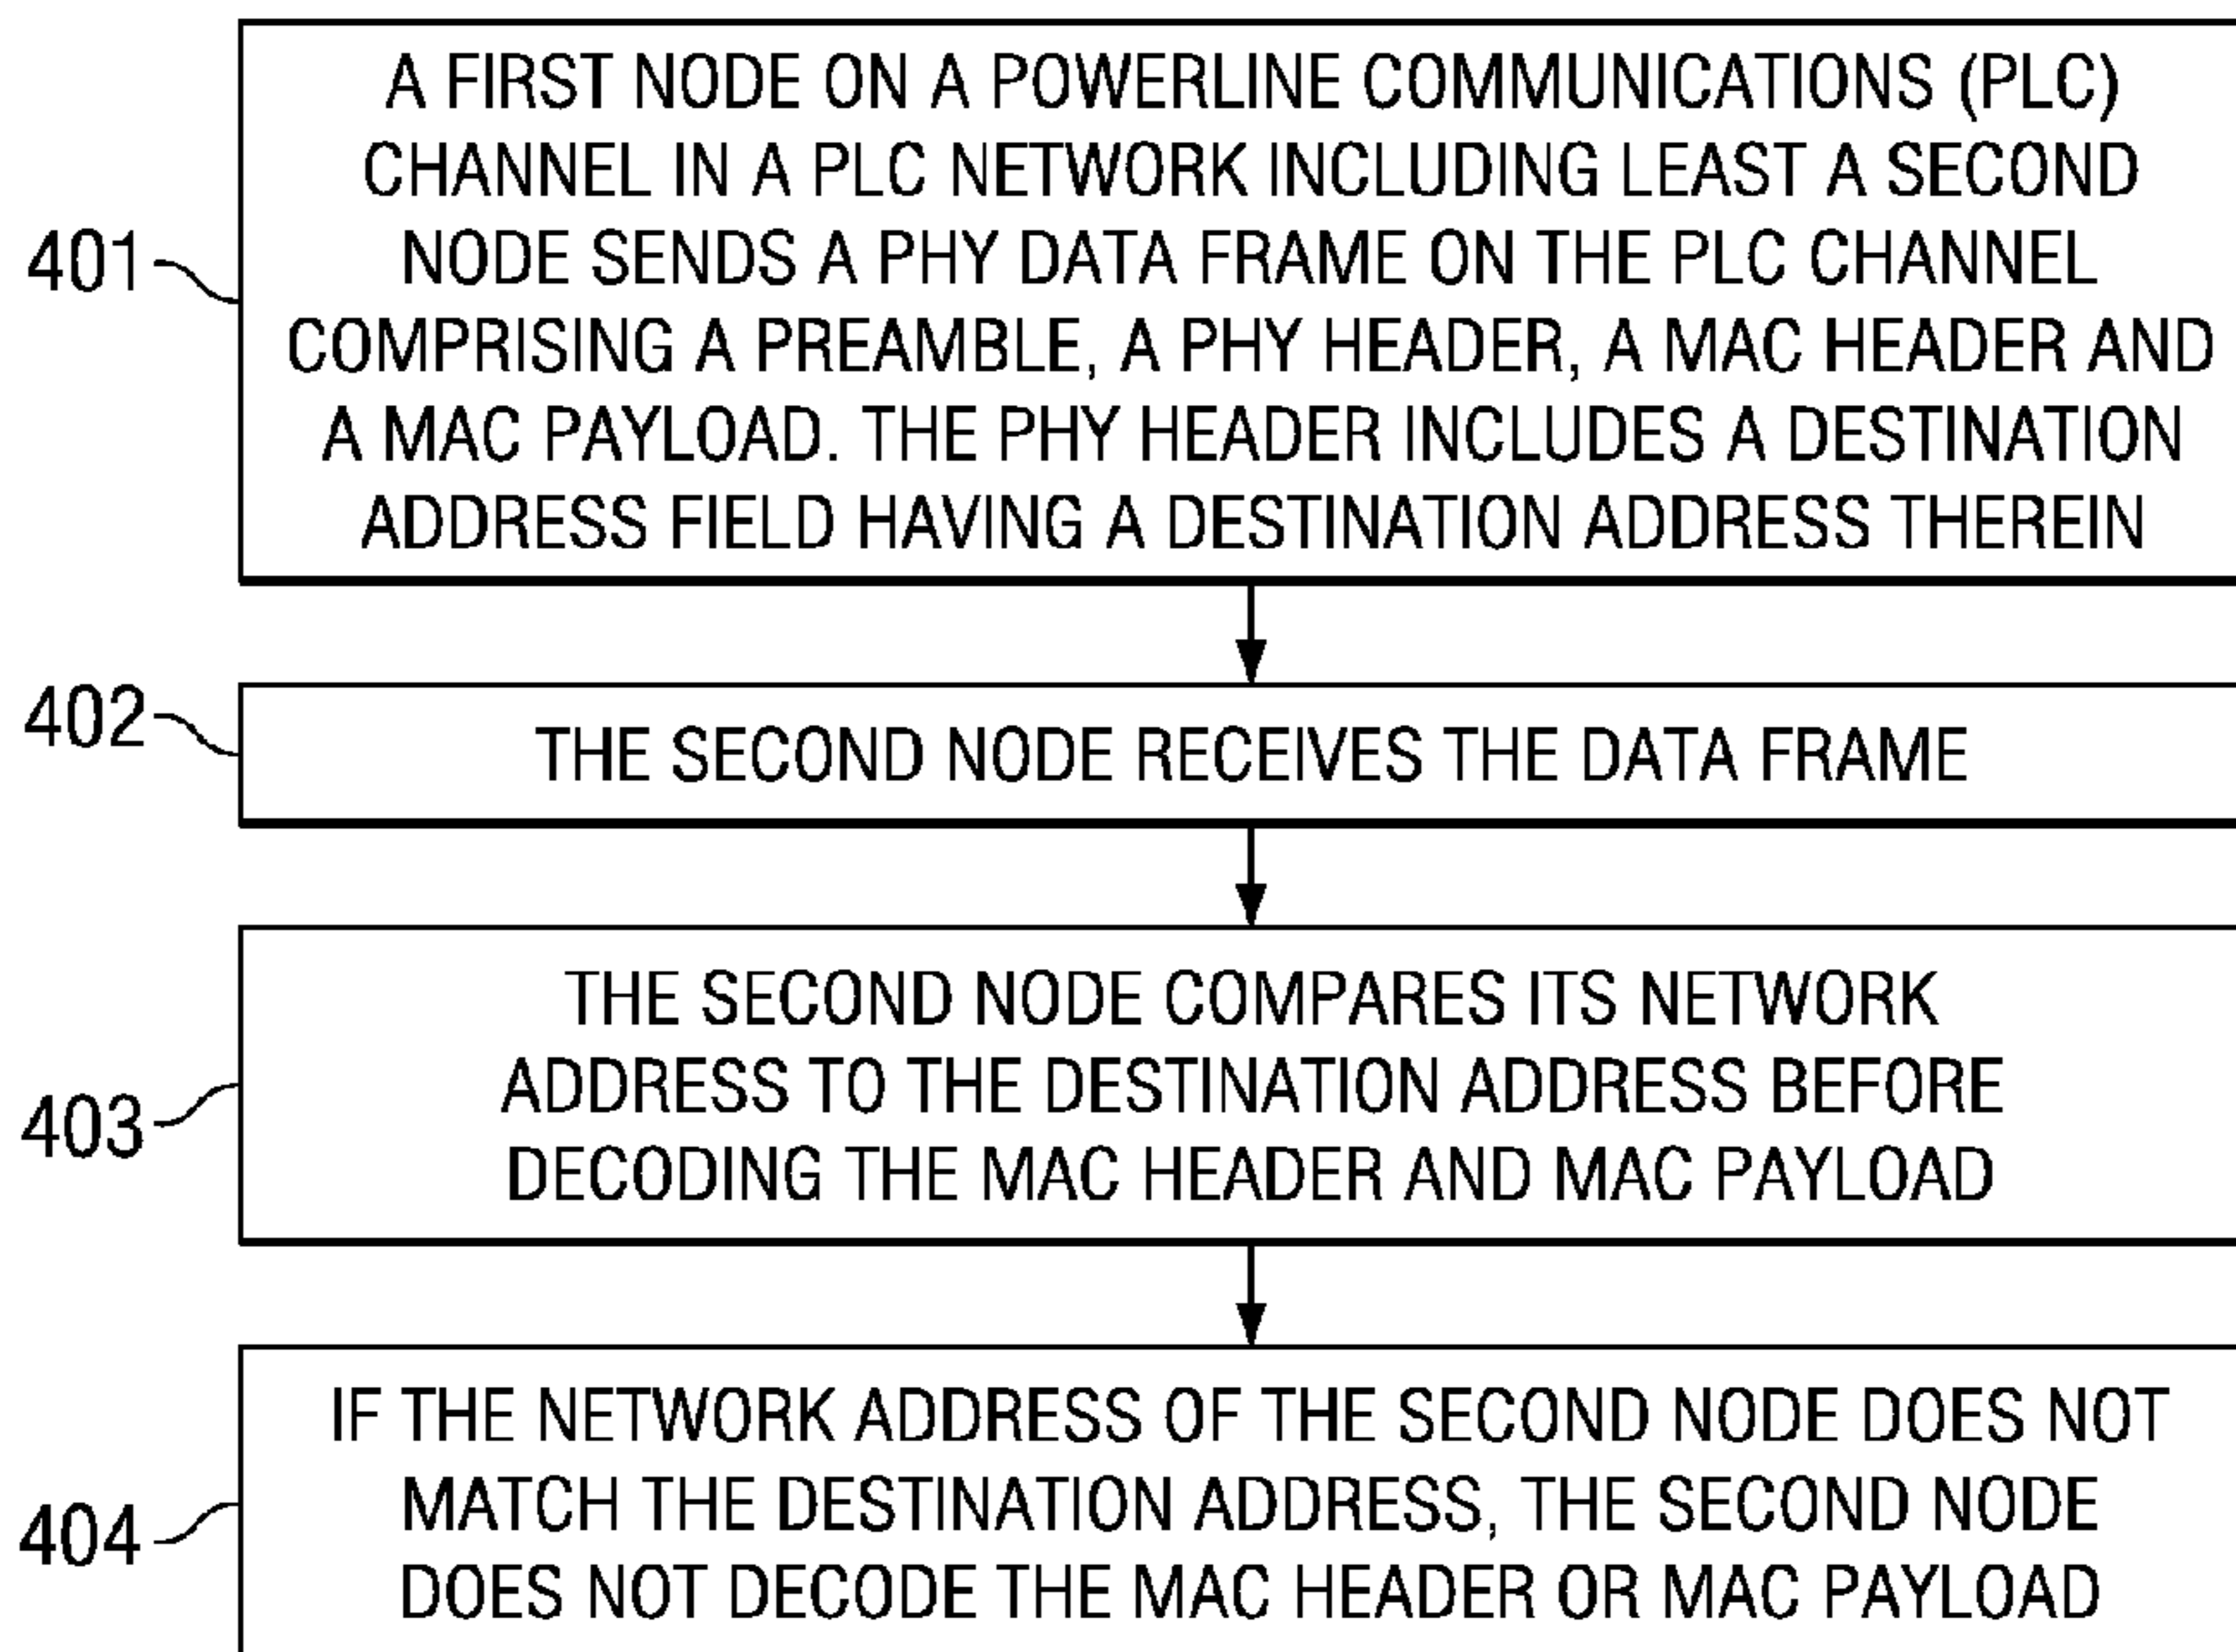 A FIRST NODE ON A POWERLINE COMMUNICATIONS (PLC)
CHANNEL IN A PLC NETWORK INCLUDING LEAST A SECOND
NODE SENDS A PHY DATA FRAME ON THE PLC CHANNEL
COMPRISING A PREAMBLE, A PHY HEADER, A MAC HEADER AND
A MAC PAYLOAD. THE PHY HEADER INCLUDES A DESTINATION
ADDRESS FIELD HAVING A DESTINATION ADDRESS THEREIN
401
402
THE SECOND NODE RECEIVES THE DATA FRAME
403
THE SECOND NODE COMPARES ITS NETWORK
ADDRESS TO THE DESTINATION ADDRESS BEFORE
DECODING THE MAC HEADER AND MAC PAYLOAD
404
IF THE NETWORK ADDRESS OF THE SECOND NODE DOES NOT
MATCH THE DESTINATION ADDRESS, THE SECOND NODE
DOES NOT DECODE THE MAC HEADER OR MAC PAYLOAD